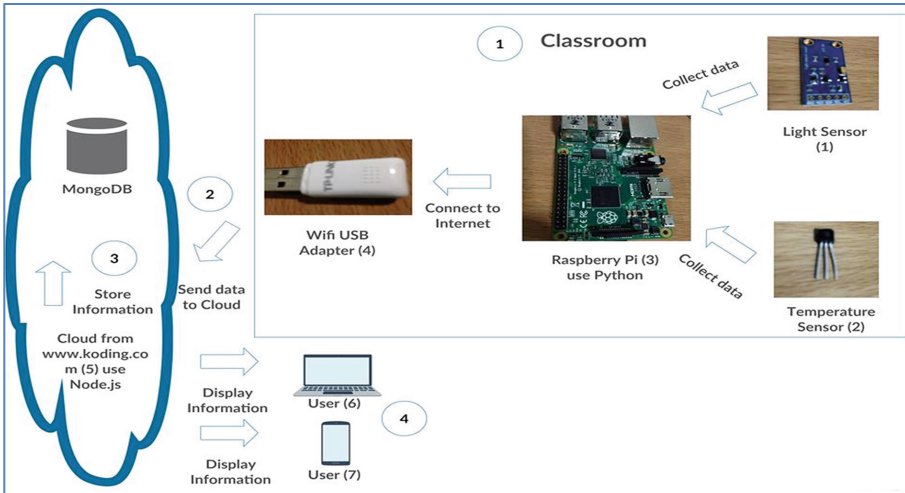 1
Classroom
Collect data
Light Sensor
(1)
MongoDB
2
TP-LINK
Connect to
Internet
Wifi USB
Adapter (4)
Raspberry Pi (3)
use Python
Collect data
Temperature
Sensor (2)
3
Store
Information
Send data
to Cloud
Cloud from
www.koding.co
m (5) use
Node.js
Display
Information
User (6)
4
Display
Information
User (7)